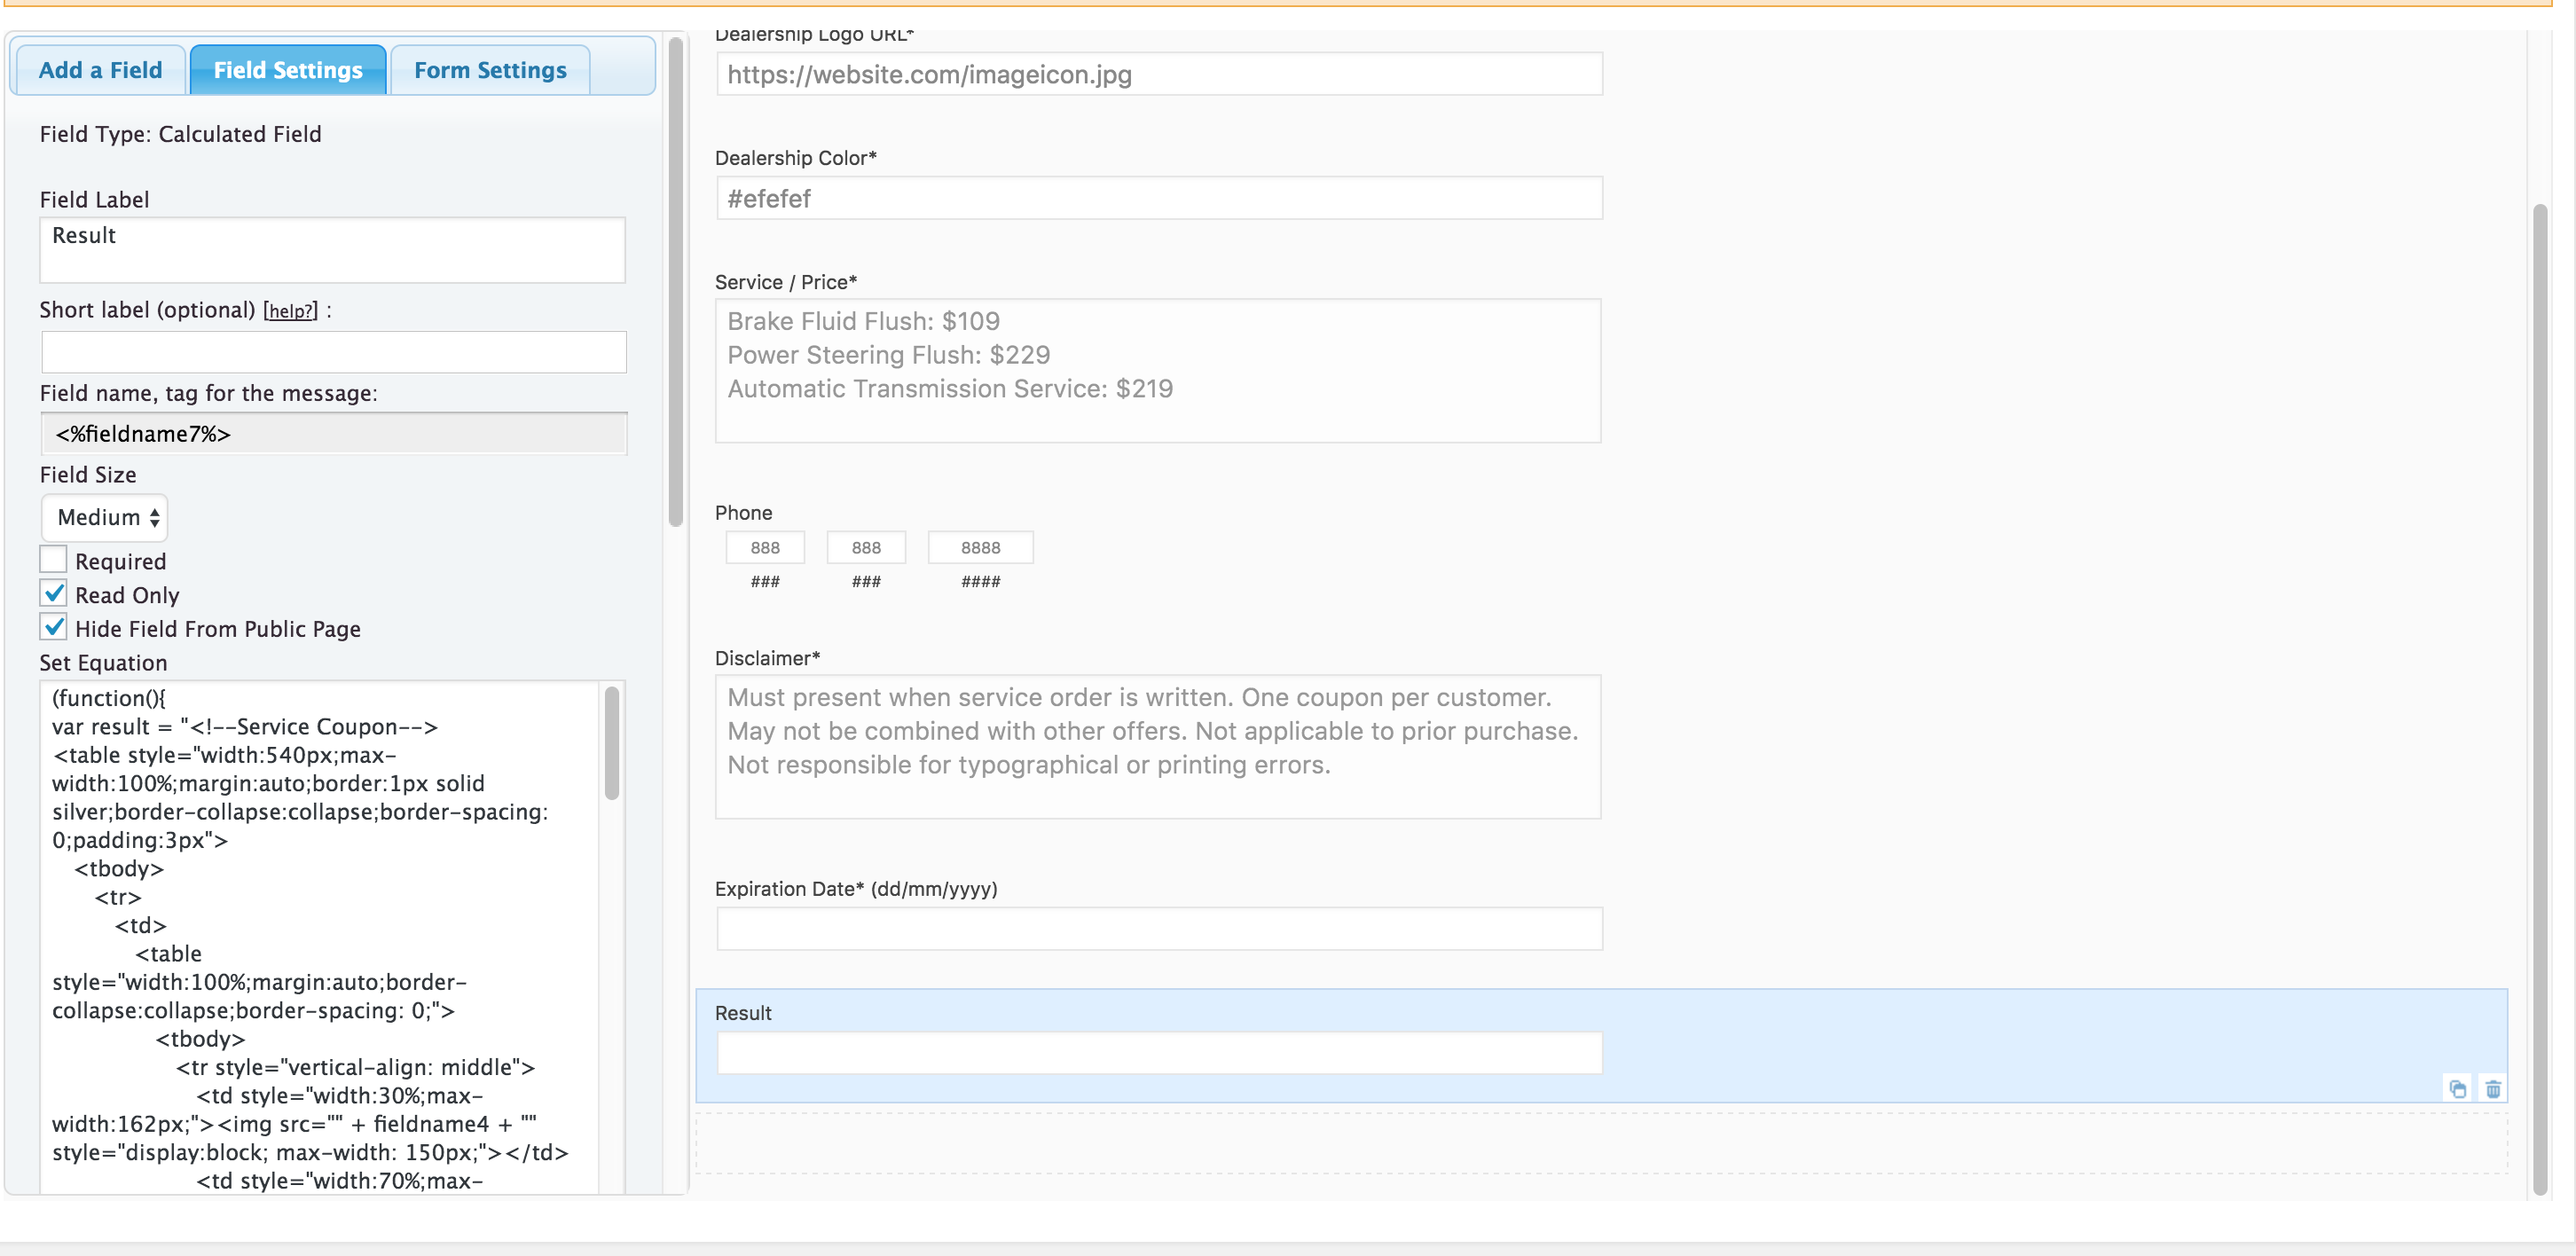 Add a Field
Field Settings
Form Settings
Field Type: Calculated Field
Field Label
Result
Short label (optional) [help?] :
Field name, tag for the message:
<%fieldname7%>
Field Size
Medium
Required
Read Only
Hide Field From Public Page
Set Equation
(function(){
var result = "<!--Service Coupon-->
<table style="width:540px;max-
width:100%;margin:auto;border:1px solid
silver;border-collapse:collapse;border-spacing:
0;padding:3px">
<tbody>
<tr>
<td>
<table
style="width:100%;margin:auto;border-
collapse:collapse;border-spacing: 0;">
<tbody>
<tr style="vertical-align: middle">
<td style="width:30%;max-
width:162px;"><img src="" + fieldname4 + ""
style="display:block; max-width: 150px;"></td>
<td style="width:70%;max-
Dealership Logo URL*
https://website.com/imageicon.jpg
Dealership Color*
#efefef
Service / Price*
Brake Fluid Flush: $109
Power Steering Flush: $229
Automatic Transmission Service: $219
Phone
888 888 8888
### ### ####
Disclaimer*
Must present when service order is written. One coupon per customer.
May not be combined with other offers. Not applicable to prior purchase.
Not responsible for typographical or printing errors.
Expiration Date* (dd/mm/yyyy)
Result